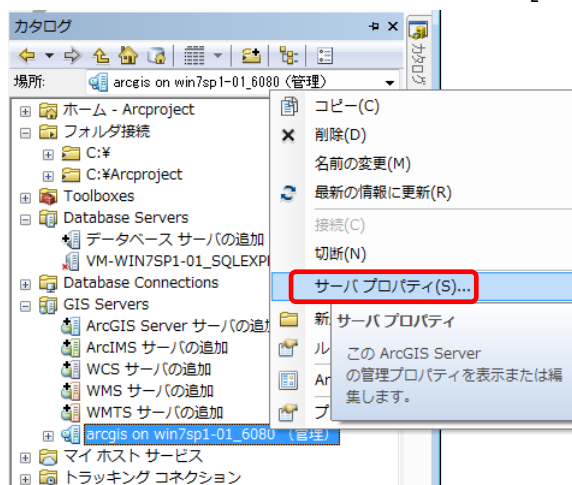 カタログ
カタログ
場所: arcgis on win7sp1-01_6080 (管理)
ホーム - Arcproject
フォルダ接続
C:¥
C:¥Arcproject
Toolboxes
Database Servers
データベース サーバの追加
VM-WIN7SP1-01_SQLEXP
Database Connections
GIS Servers
ArcGIS Server サーバの追
ArcIMS サーバの追加
WCS サーバの追加
WMS サーバの追加
WMTS サーバの追加
arcgis on win7sp1-01_6080 (管理)
マイ ホスト サービス
トラッキング コネクション
コピー(C)
削除(D)
名前の変更(M)
最新の情報に更新(R)
接続(C)
切断(N)
サーバ プロパティ(S)...
新
ル
Ar
プ
サーバ プロパティ
この ArcGIS Server
の管理プロパティを表示または編
集します。